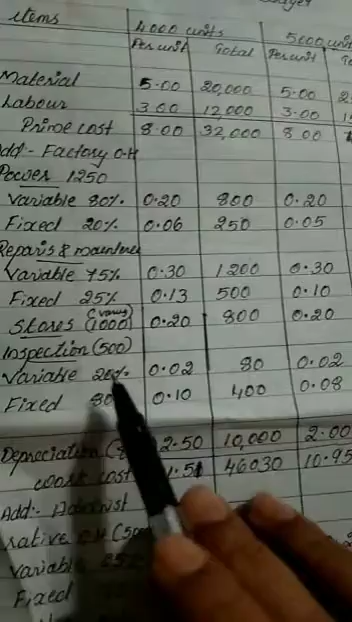 Items 4000 units 5000 unit
Per unit Total Per unit
Material 5.00 20,000 5.00
Labour 3.00 12,000 3.00
Prime cost 8.00 32,000 8.00
Add- Factory O.H
Power 1250
Variable 80% 0.20 800 0.20
Fixed 20% 0.06 250 0.05
Repairs &
Variable 75% 0.30 1200 0.30
Fixed 25% 0.13 500 0.10
Stores (1000) 0.20 800 0.20
Inspection (500)
Variable 20% 0.02 80 0.02
Fixed 80 0.10 400 0.08
Depreciation 2.50 10,000 2.00
cost 46030 10.95
Add:-
rative O.H
Variable
Fixed